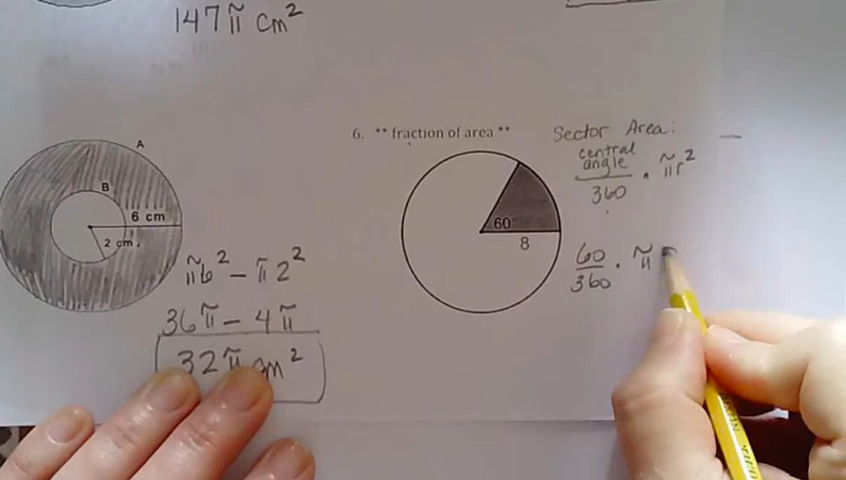 147π cm²
A
B
6 cm
2 cm
π6² - π2²
36π - 4π
32π cm²
6. ** fraction of area **
60°
8
Sector Area:
central
angle
360
· πr²
60
360
· π